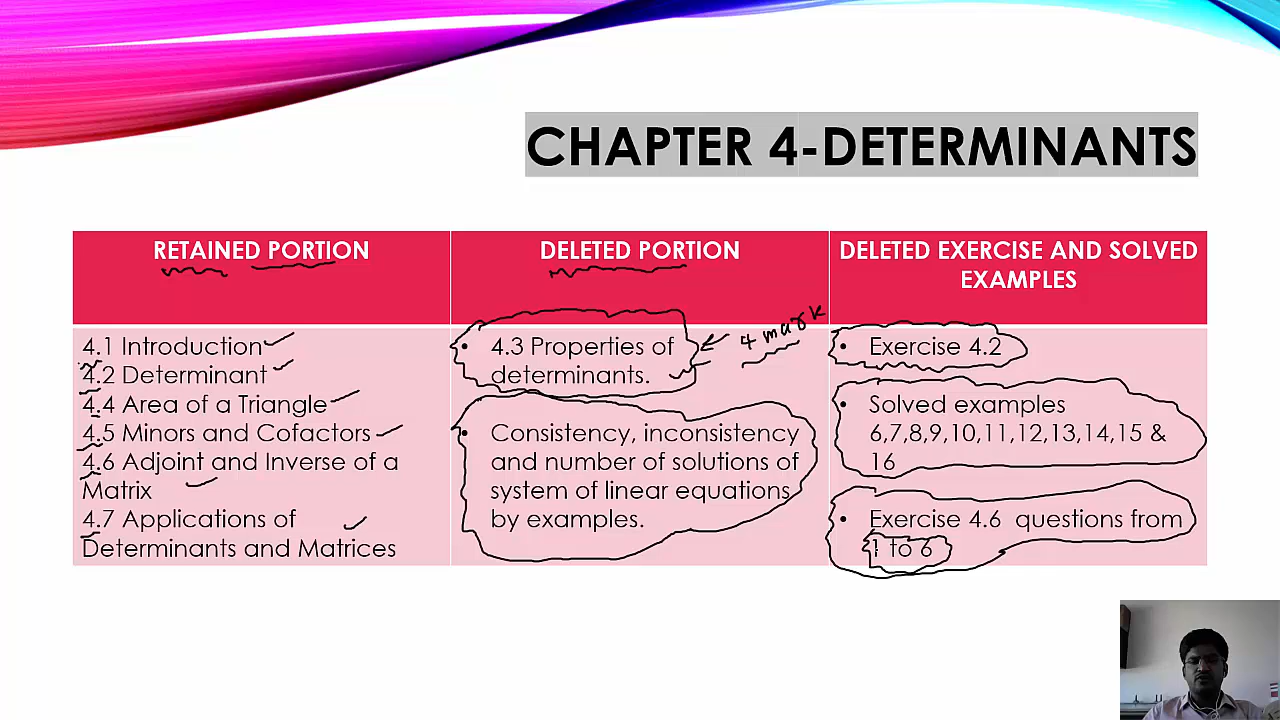 CHAPTER 4-DETERMINANTS
RETAINED PORTION
DELETED PORTION
DELETED EXERCISE AND SOLVED
EXAMPLES
4.1 Introduction
4.2 Determinant
4.4 Area of a Triangle
4.5 Minors and Cofactors
4.6 Adjoint and Inverse of a
Matrix
4.7 Applications of
Determinants and Matrices
• 4.3 Properties of
determinants.
4 mark
• Consistency, inconsistency
and number of solutions of
system of linear equations
by examples.
• Exercise 4.2
• Solved examples
6,7,8,9,10,11,12,13,14,15 &
16
• Exercise 4.6 questions from
1 to 6